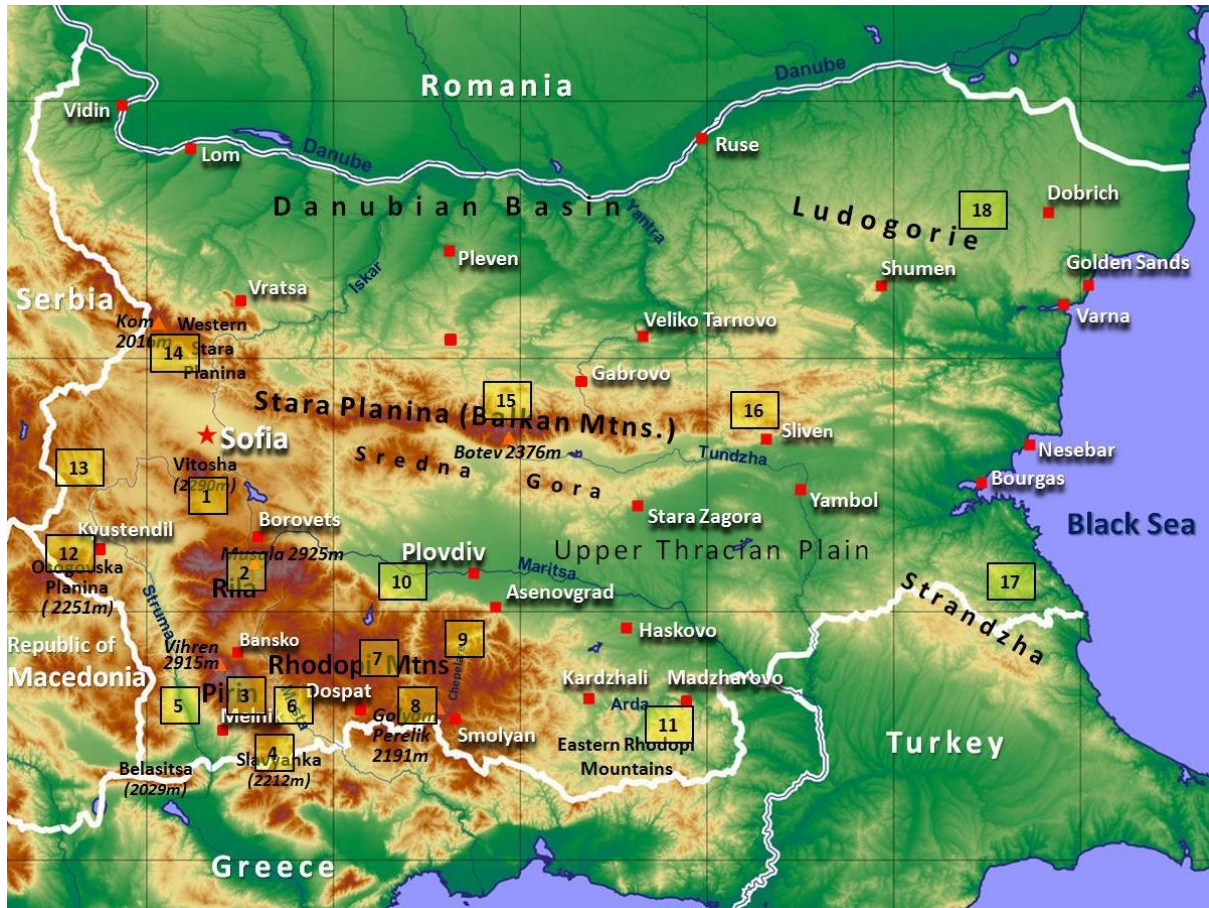 Romania
Danube
Vidin
Lom
Danube
Ruse
Danubian Basin
Yantra
Ludogorie
18
Dobrich
Pleven
Iskar
Shumen
Golden Sands
Serbia
Vratsa
Varna
Kom
2016m
Western
Stara
Planina
14
Veliko Tarnovo
Gabrovo
15
16
Stara Planina (Balkan Mtns.)
Sofia
Botev 2376m
Sliven
Sredna Gora
Tundzha
Nesebar
13
Vitosha
(2290m)
1
Bourgas
Yambol
Stara Zagora
Black Sea
Kyustendil
Borovets
Upper Thracian Plain
12
Osogovska
Planina
( 2251m)
Musala 2925m
2
Rila
Plovdiv
10
Maritsa
17
Strandzha
Asenovgrad
Struma
Haskovo
Republic of
Macedonia
Vihren
2915m
Bansko
9
7
Rhodopi Mtns
Chepelare
Pirin
3
5
6
Mesta
Dospat
8
Golyam
Perelik
2191m
Smolyan
Kardzhali
Madzharovo
Arda
11
Eastern Rhodopi
Mountains
Melnik
4
Slavyanka
(2212m)
Belasitsa
(2029m)
Turkey
Greece